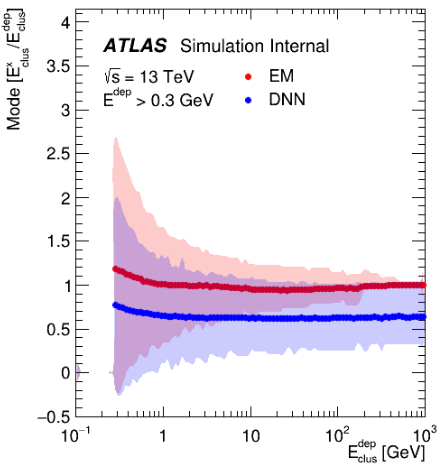 Mode [E^x_clus/E^dep_clus]
4
3.5
3
2.5
2
1.5
1
0.5
0
−0.5
ATLAS Simulation Internal
√s = 13 TeV
E^dep > 0.3 GeV
EM
DNN
10^−1 1 10 10^2 10^3
E^dep_clus [GeV]